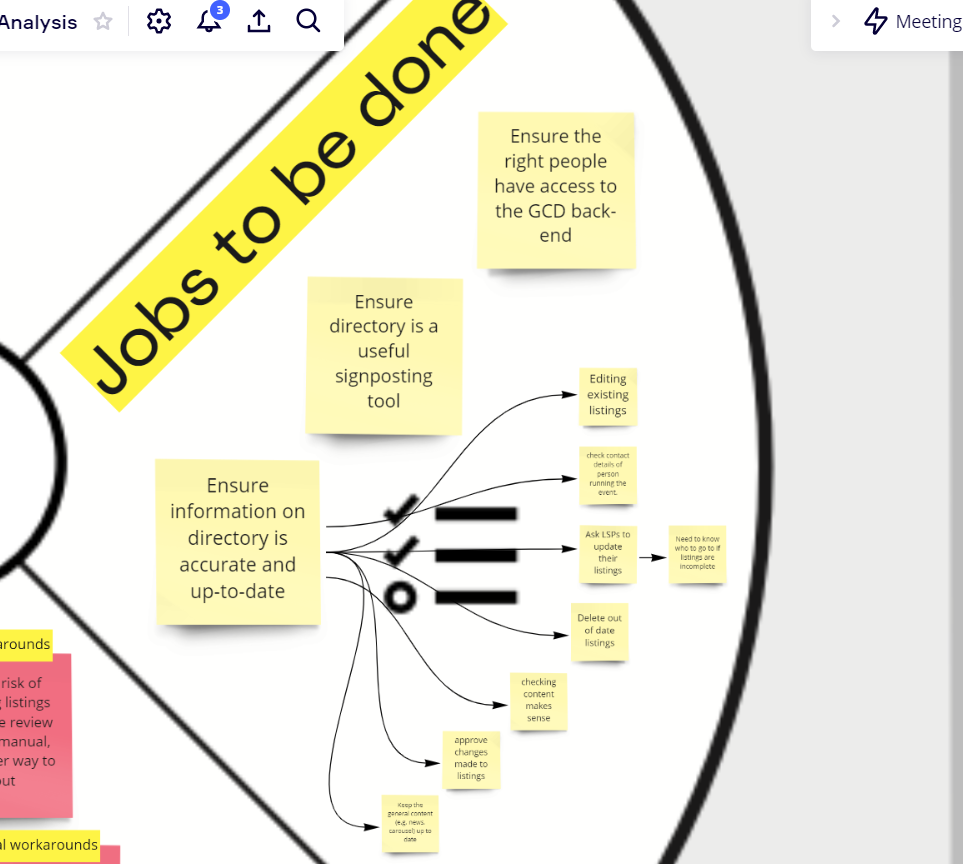 Analysis
3
Meeting
Jobs to be done
Ensure the
right people
have access to
the GCD back-
end
Ensure
directory is a
useful
signposting
tool
Ensure
information on
directory is
accurate and
up-to-date
Editing
existing
listings
check contact
details of
person
running the
event.
Ask LSPs to
update
their
listings
Need to know
who to go to if
listings are
incomplete
Delete out
of date
listings
checking
content
makes
sense
approve
changes
made to
listings
Keep the
general content
(e.g. news,
carousel) up to
date
arounds
risk of
listings
e review
manual,
er way to
out
al workarounds